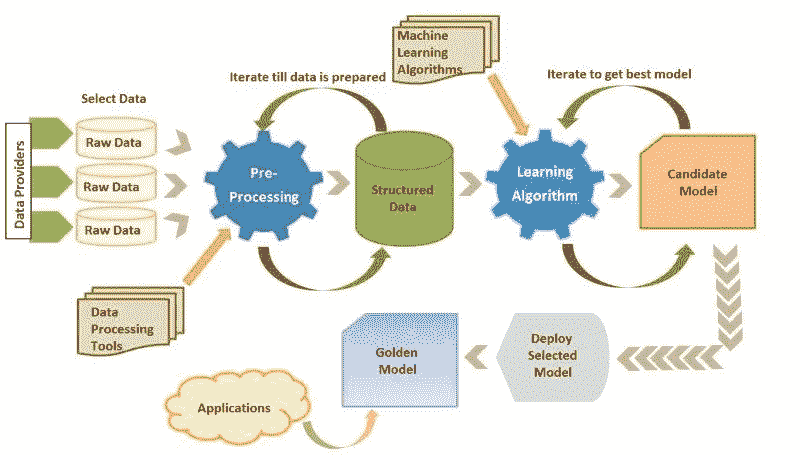 Machine
Learning
Algorithms
Iterate till data is prepared
Iterate to get best model
Select Data
Data Providers
Raw Data
Raw Data
Raw Data
Pre-
Processing
Structured
Data
Learning
Algorithm
Candidate
Model
Data
Processing
Tools
Golden
Model
Deploy
Selected
Model
Applications